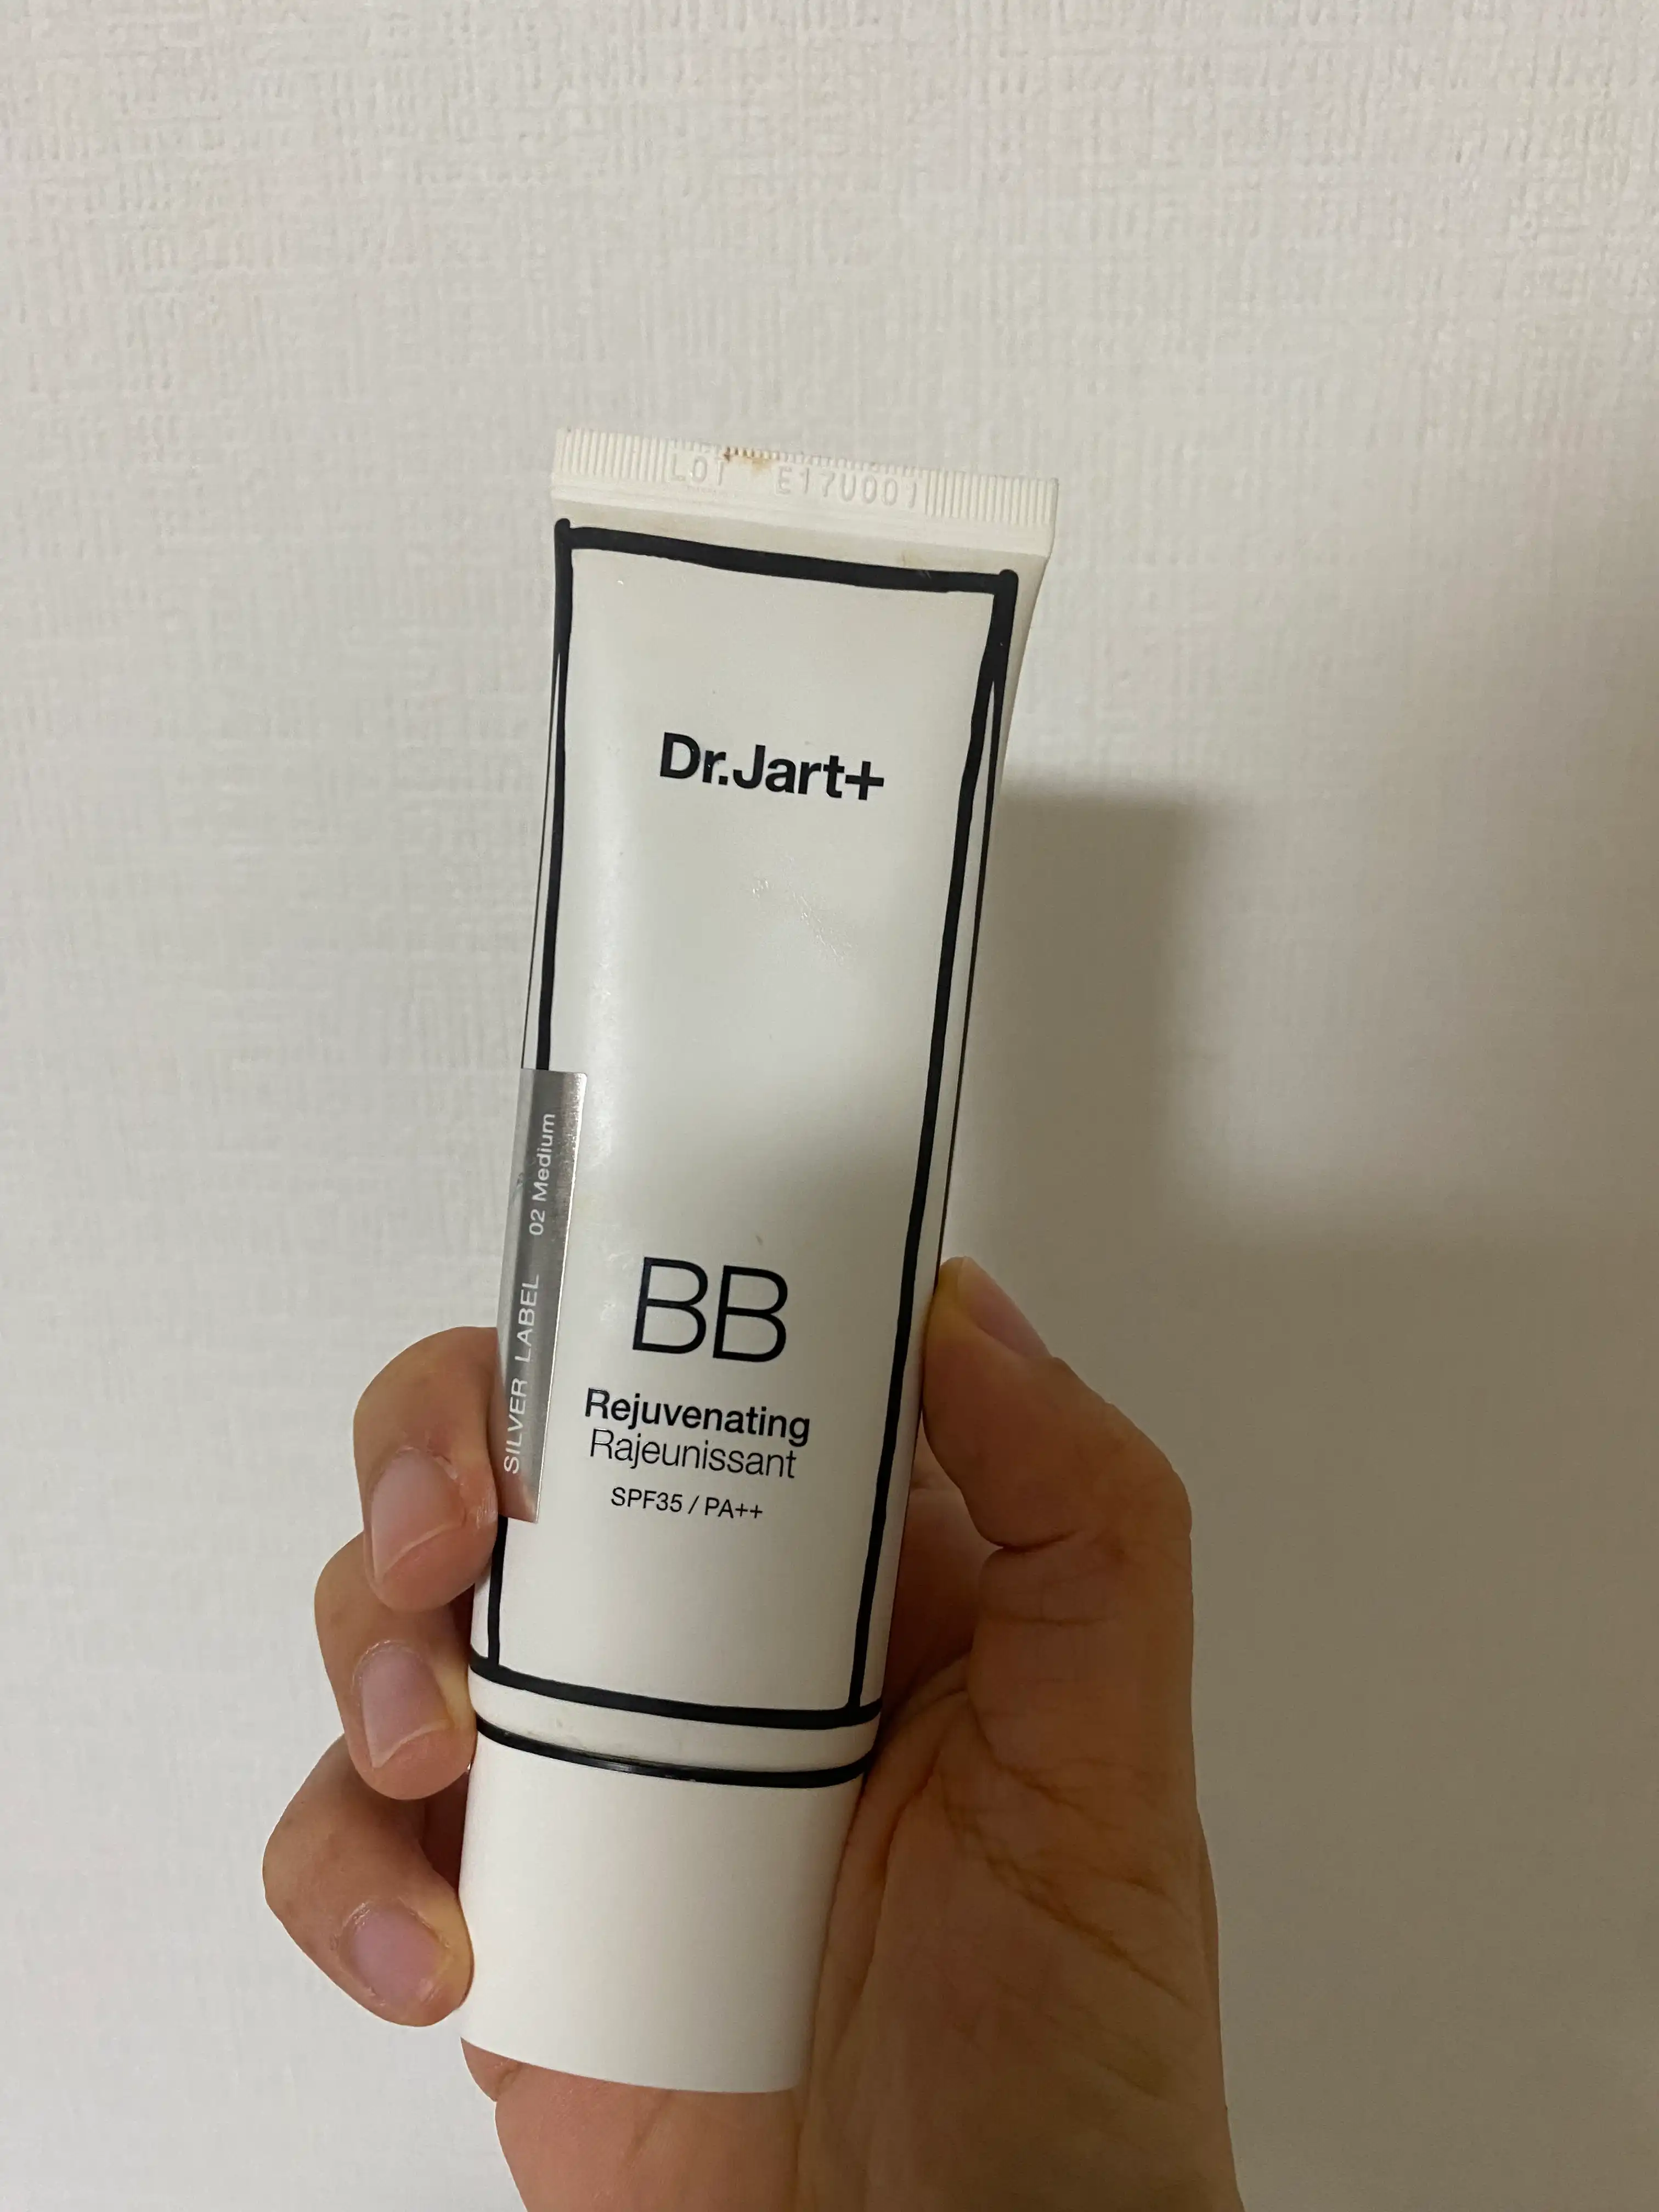 LOT E17U001
Dr.Jart+
SILVER LABEL 02 Medium
BB
Rejuvenating
Rajeunissant
SPF35 / PA++